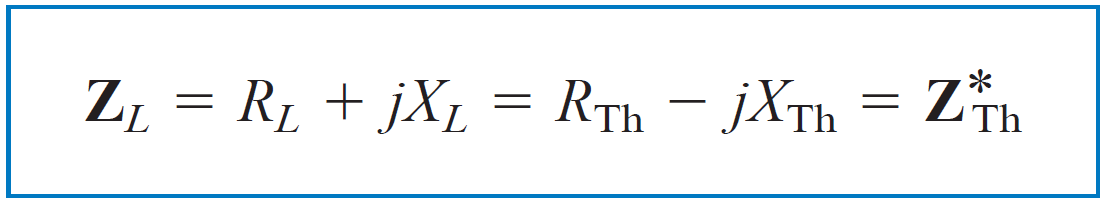 Z_L = R_L + jX_L = R_Th − jX_Th = Z*_Th